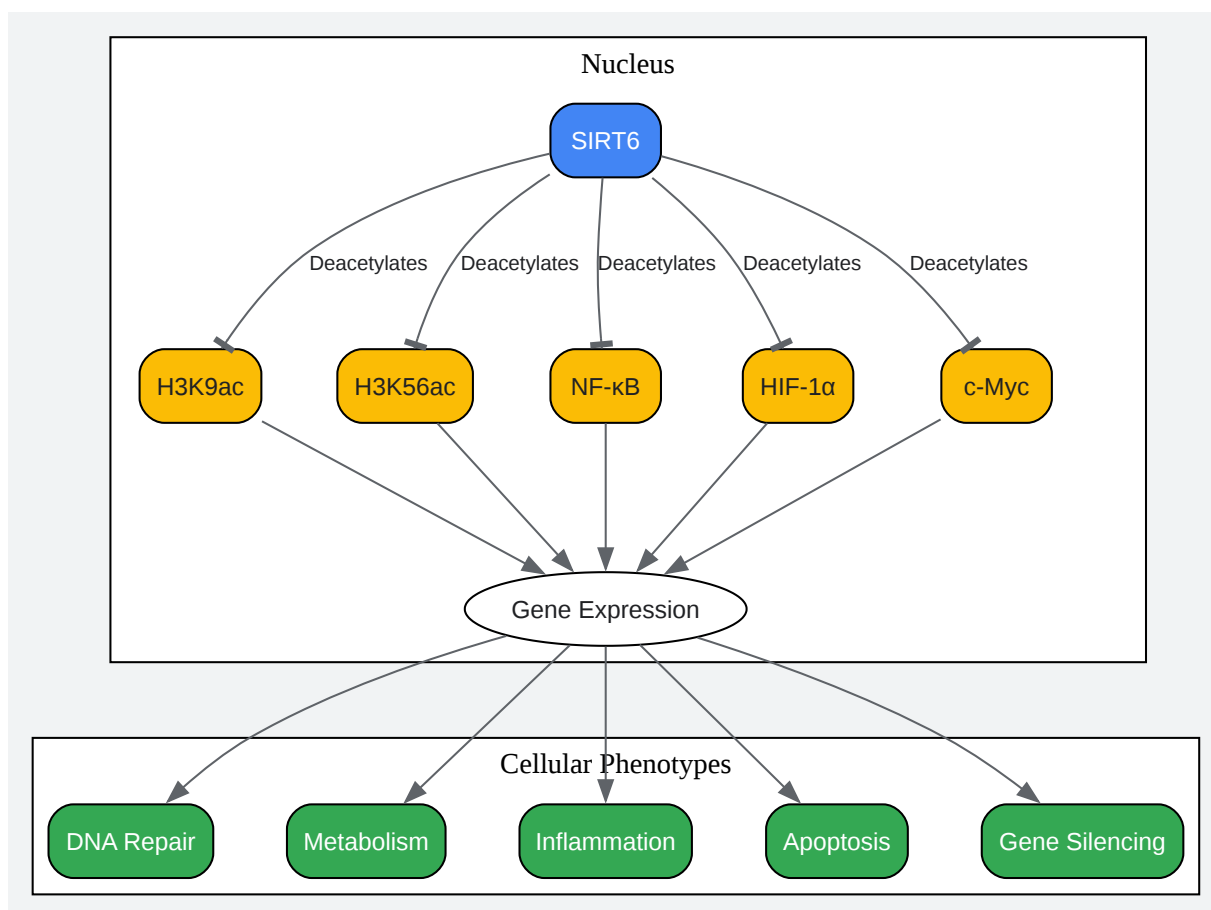 Nucleus
SIRT6
Deacetylates Deacetylates Deacetylates Deacetylates Deacetylates
H3K9ac H3K56ac NF-κB HIF-1α c-Myc
Gene Expression
Cellular Phenotypes
DNA Repair Metabolism Inflammation Apoptosis Gene Silencing